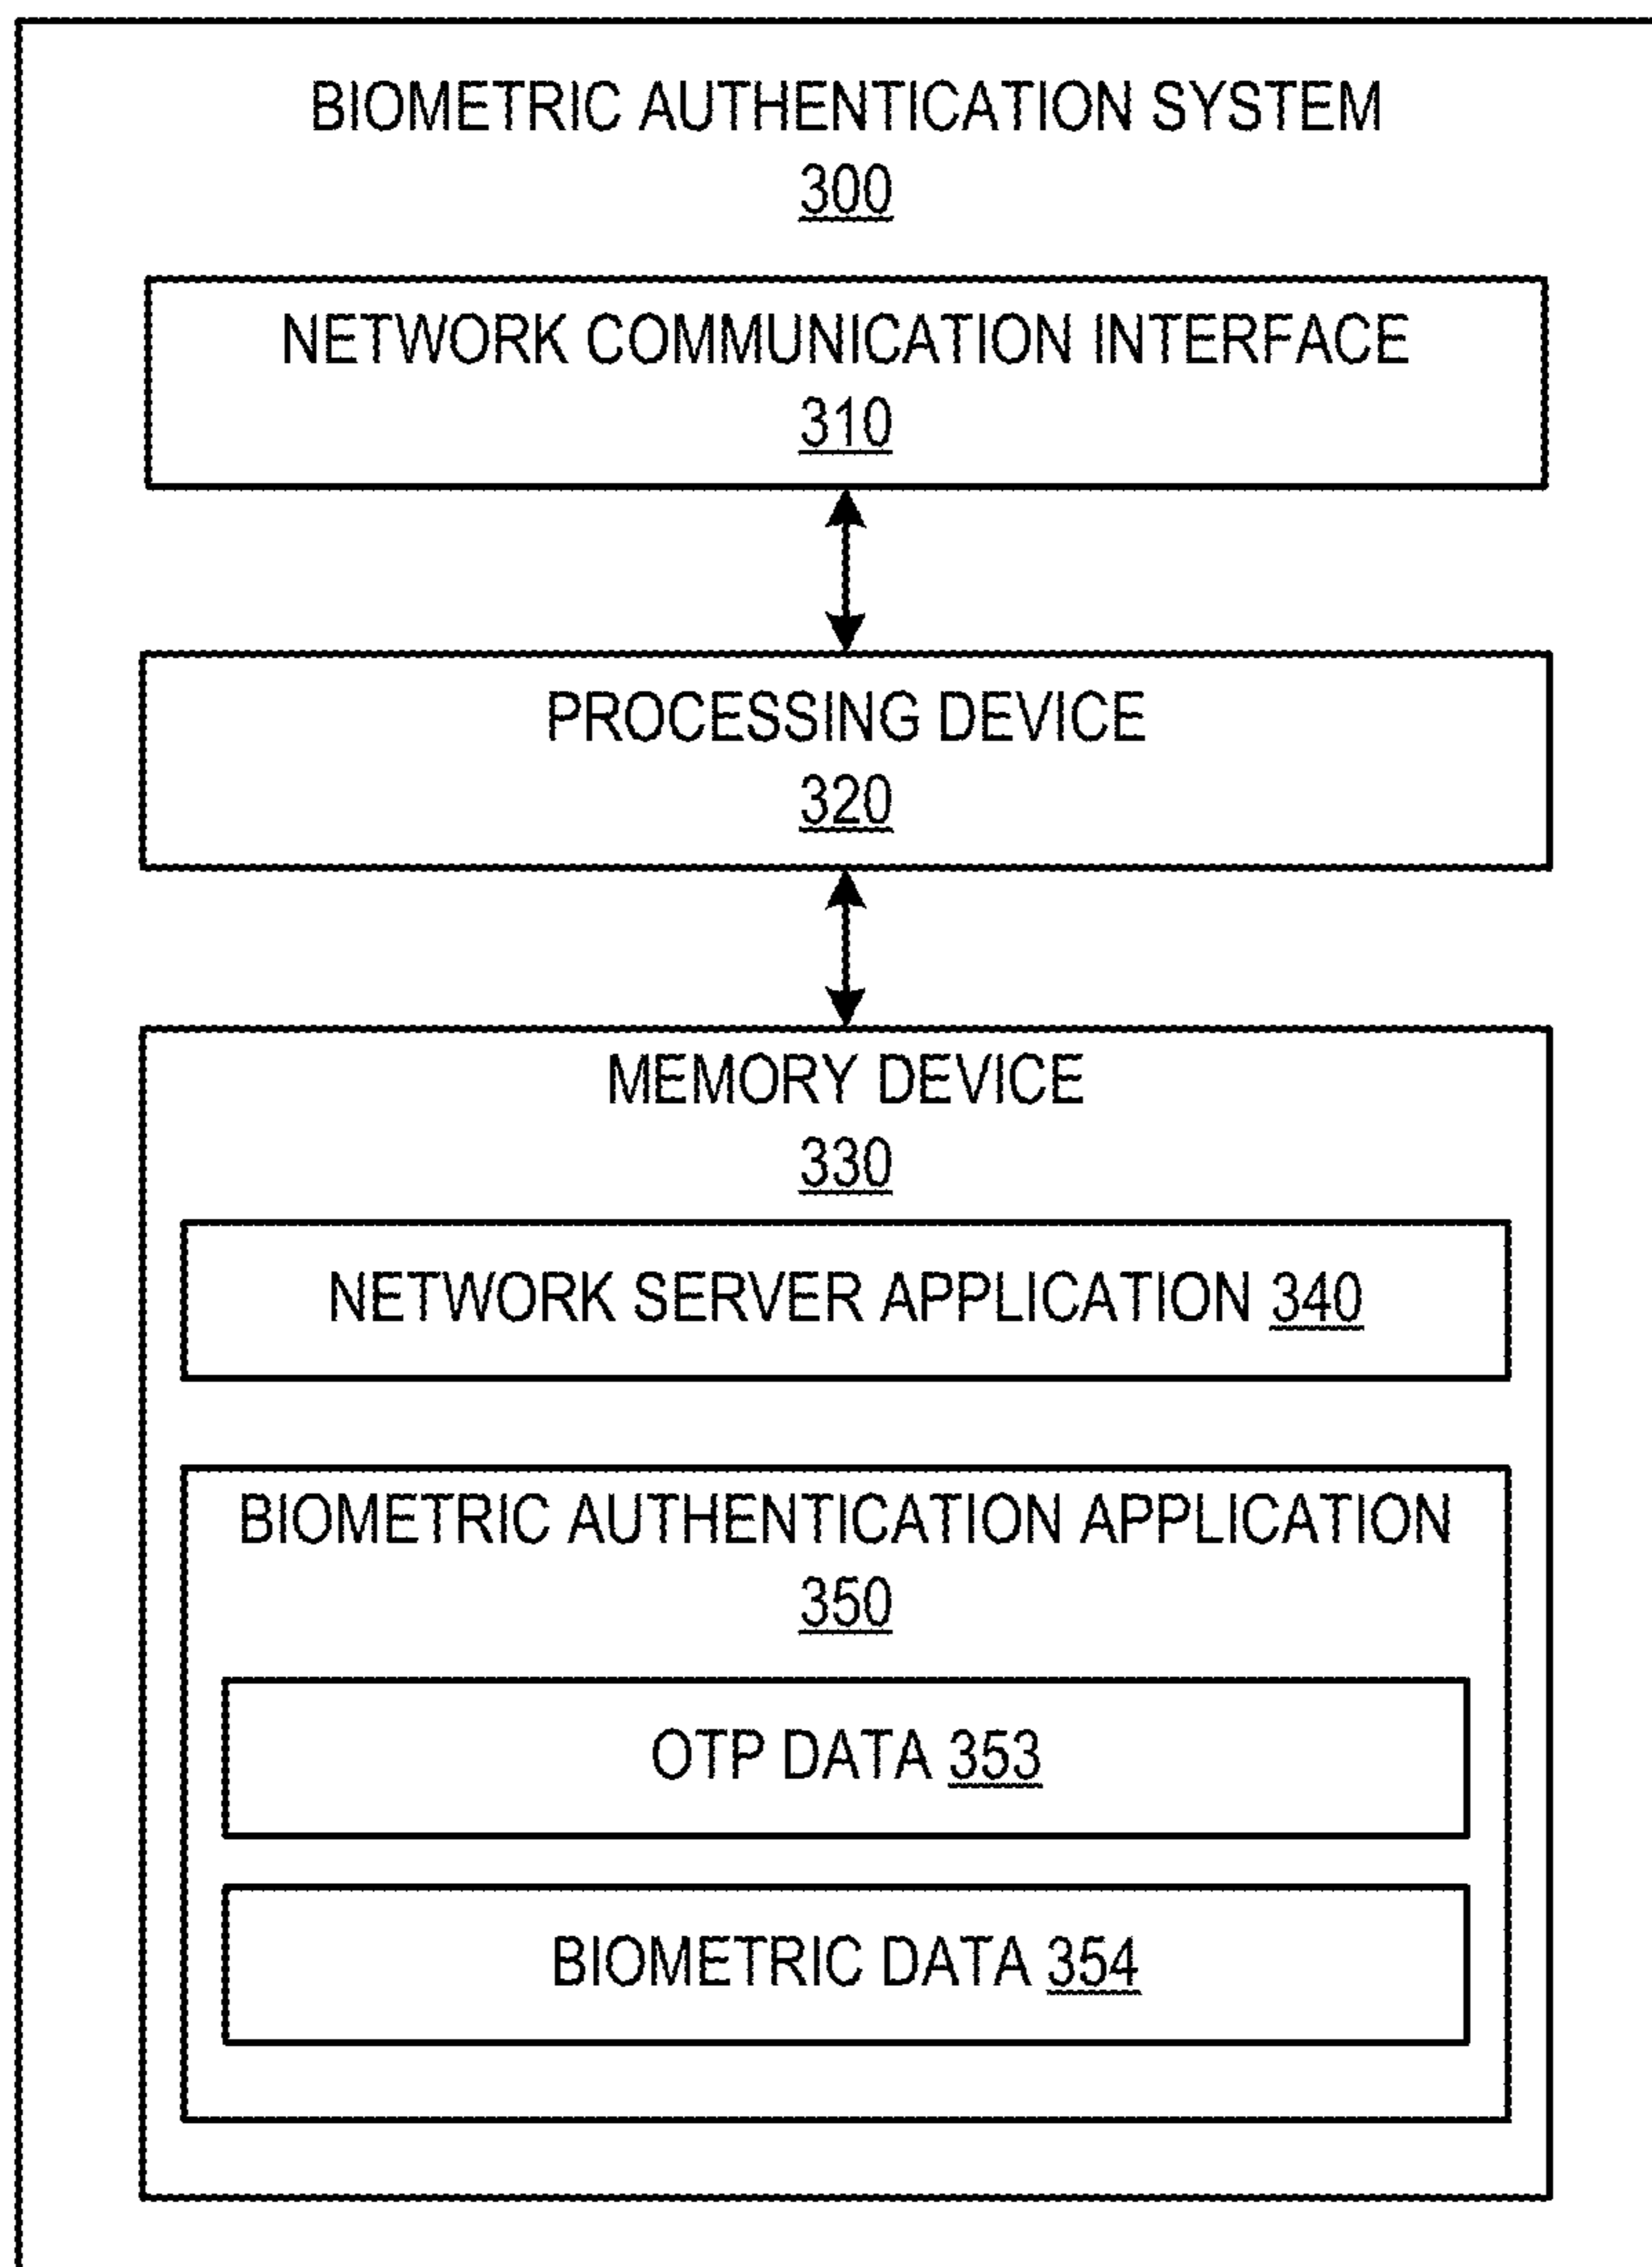 BIOMETRIC AUTHENTICATION SYSTEM
300
NETWORK COMMUNICATION INTERFACE
310
PROCESSING DEVICE
320
MEMORY DEVICE
330
NETWORK SERVER APPLICATION 340
BIOMETRIC AUTHENTICATION APPLICATION
350
OTP DATA 353
BIOMETRIC DATA 354